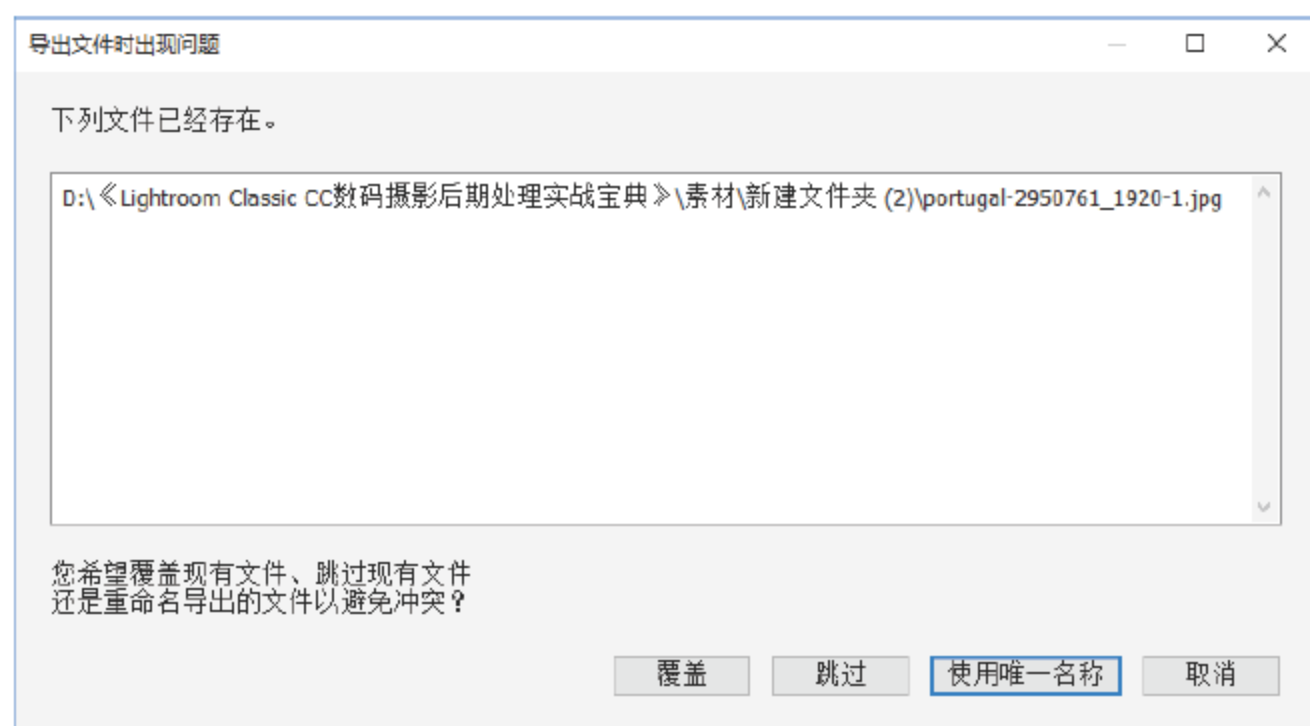 导出文件时出现问题
下列文件已经存在。
D:\《Lightroom Classic CC数码摄影后期处理实战宝典》\素材\新建文件夹 (2)\portugal-2950761_1920-1.jpg
您希望覆盖现有文件、跳过现有文件
还是重命名导出的文件以避免冲突？
覆盖 跳过 使用唯一名称 取消